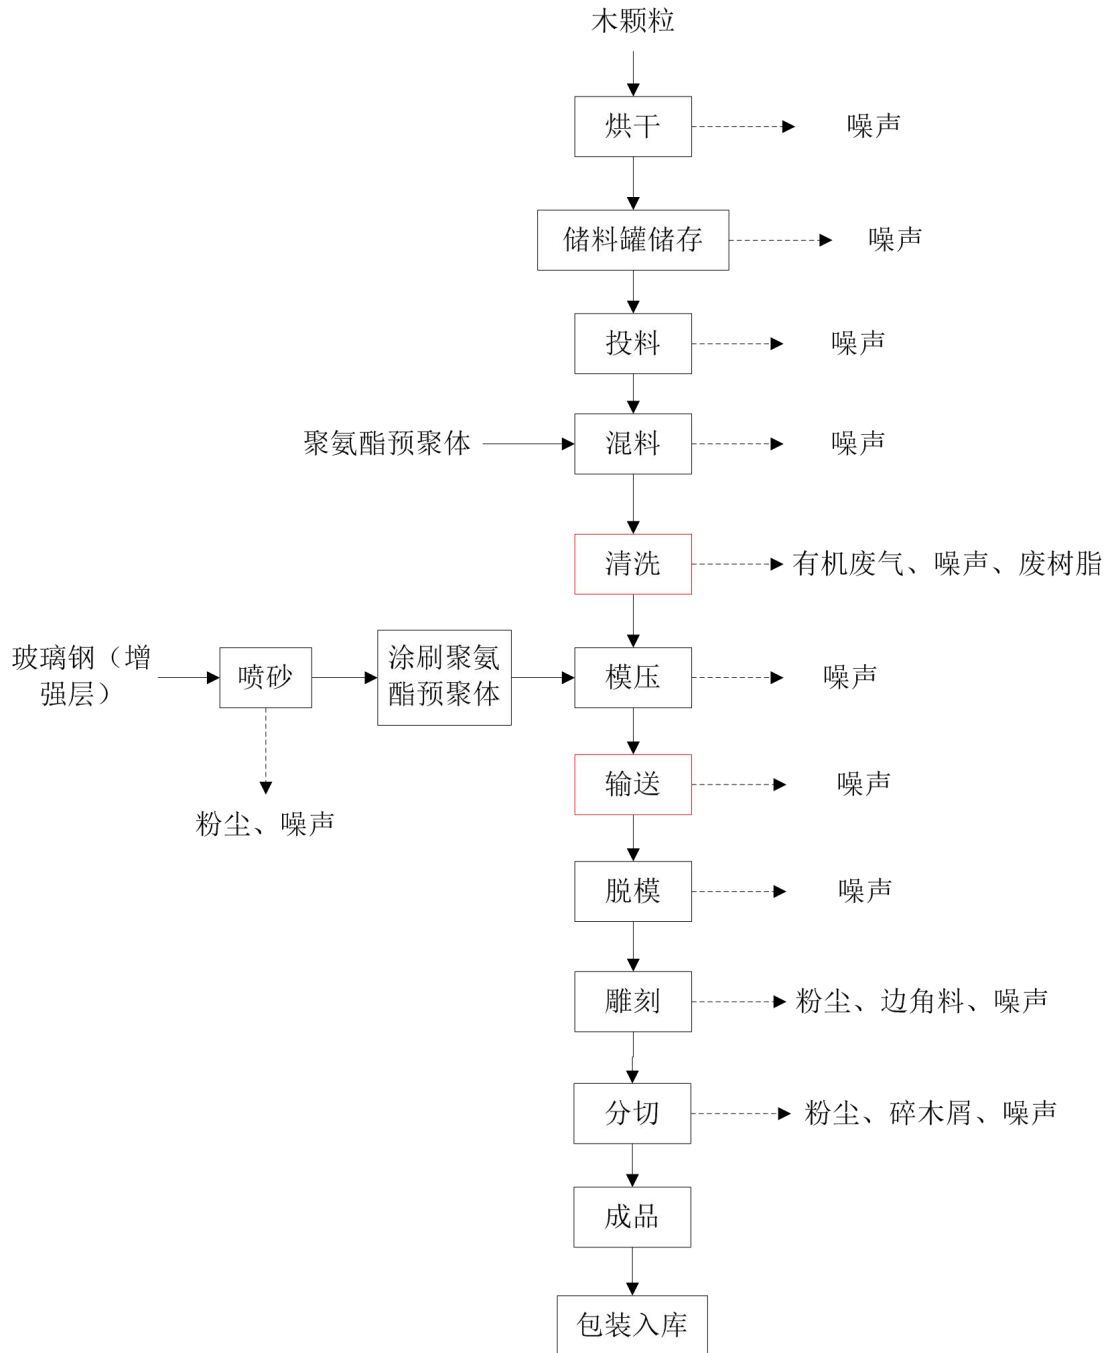 木颗粒
烘干
噪声
储料罐储存
噪声
投料
噪声
聚氨酯预聚体
混料
噪声
清洗
有机废气、噪声、废树脂
玻璃钢（增
强层）
喷砂
涂刷聚氨
酯预聚体
模压
噪声
粉尘、噪声
输送
噪声
脱模
噪声
雕刻
粉尘、边角料、噪声
分切
粉尘、碎木屑、噪声
成品
包装入库